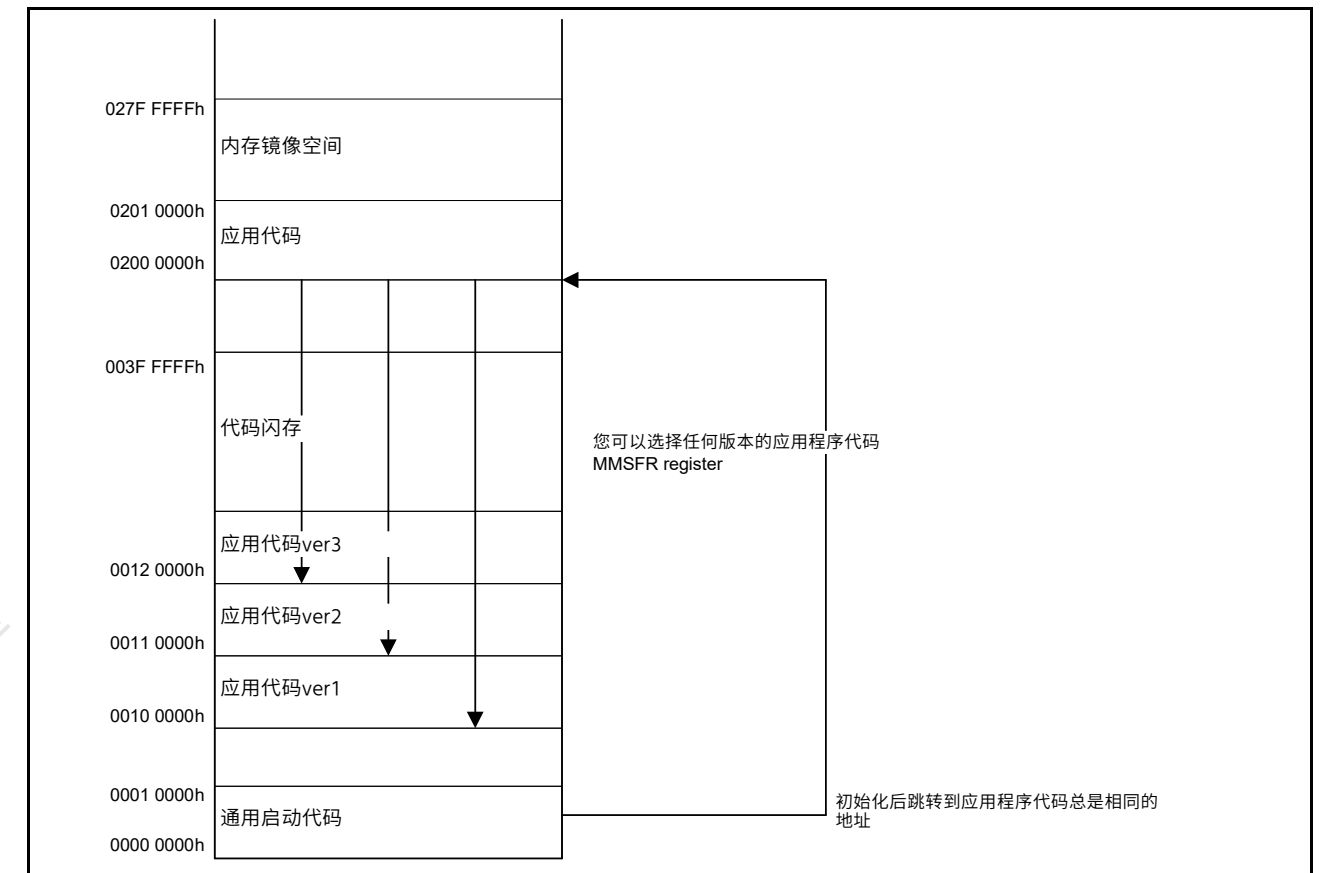 027F FFFFh
内存镜像空间
0201 0000h
应用代码
0200 0000h
003F FFFFh
代码闪存
您可以选择任何版本的应用程序代码
MMSFR register
应用代码ver3
0012 0000h
应用代码ver2
0011 0000h
应用代码ver1
0010 0000h
0001 0000h
通用启动代码
初始化后跳转到应用程序代码总是相同的
地址
0000 0000h